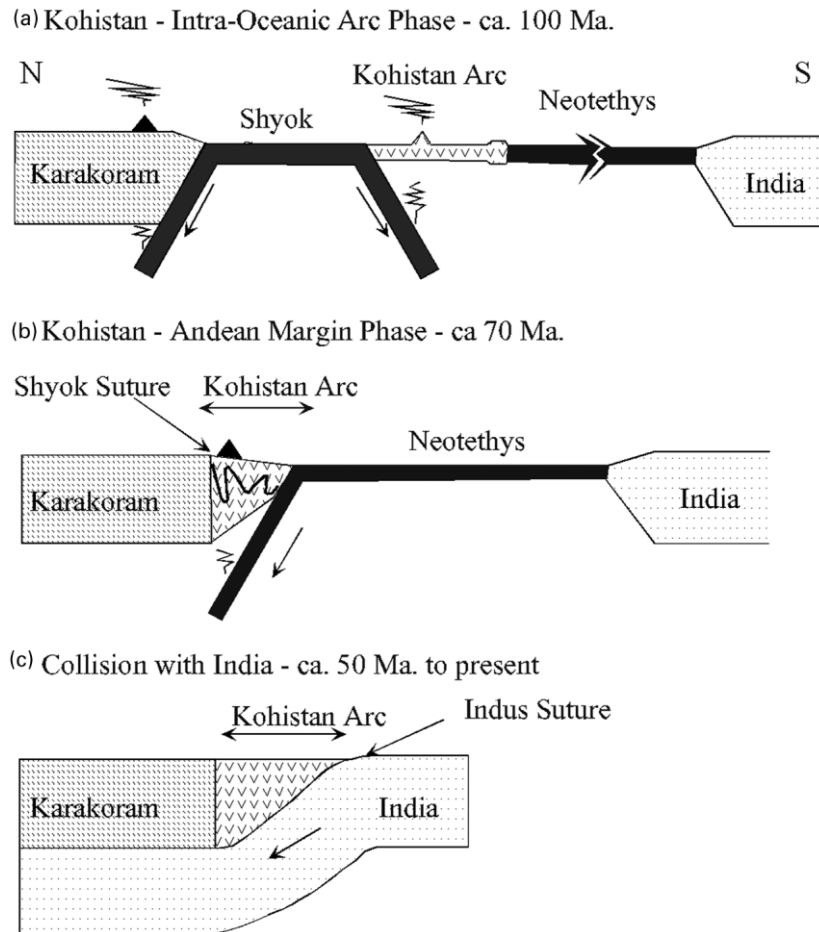 (a) Kohistan - Intra-Oceanic Arc Phase - ca. 100 Ma.
N
Kohistan Arc
S
Shyok
Neotethys
Karakoram
India
(b) Kohistan - Andean Margin Phase - ca 70 Ma.
Shyok Suture
Kohistan Arc
Neotethys
Karakoram
India
(c) Collision with India - ca. 50 Ma. to present
Kohistan Arc
Indus Suture
Karakoram
India